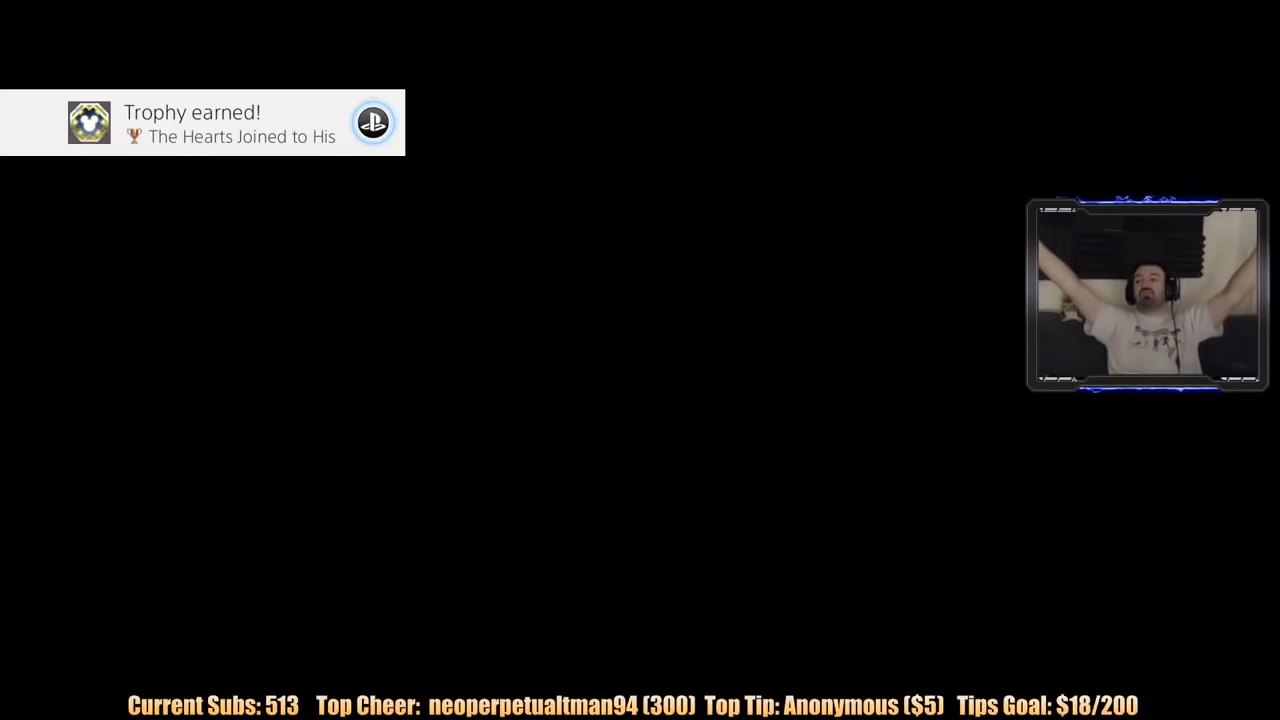 Trophy earned!
🏆 The Hearts Joined to His
Current Subs: 513 Top Cheer: neoperpetualtman94 (300) Top Tip: Anonymous ($5) Tips Goal: $18/200